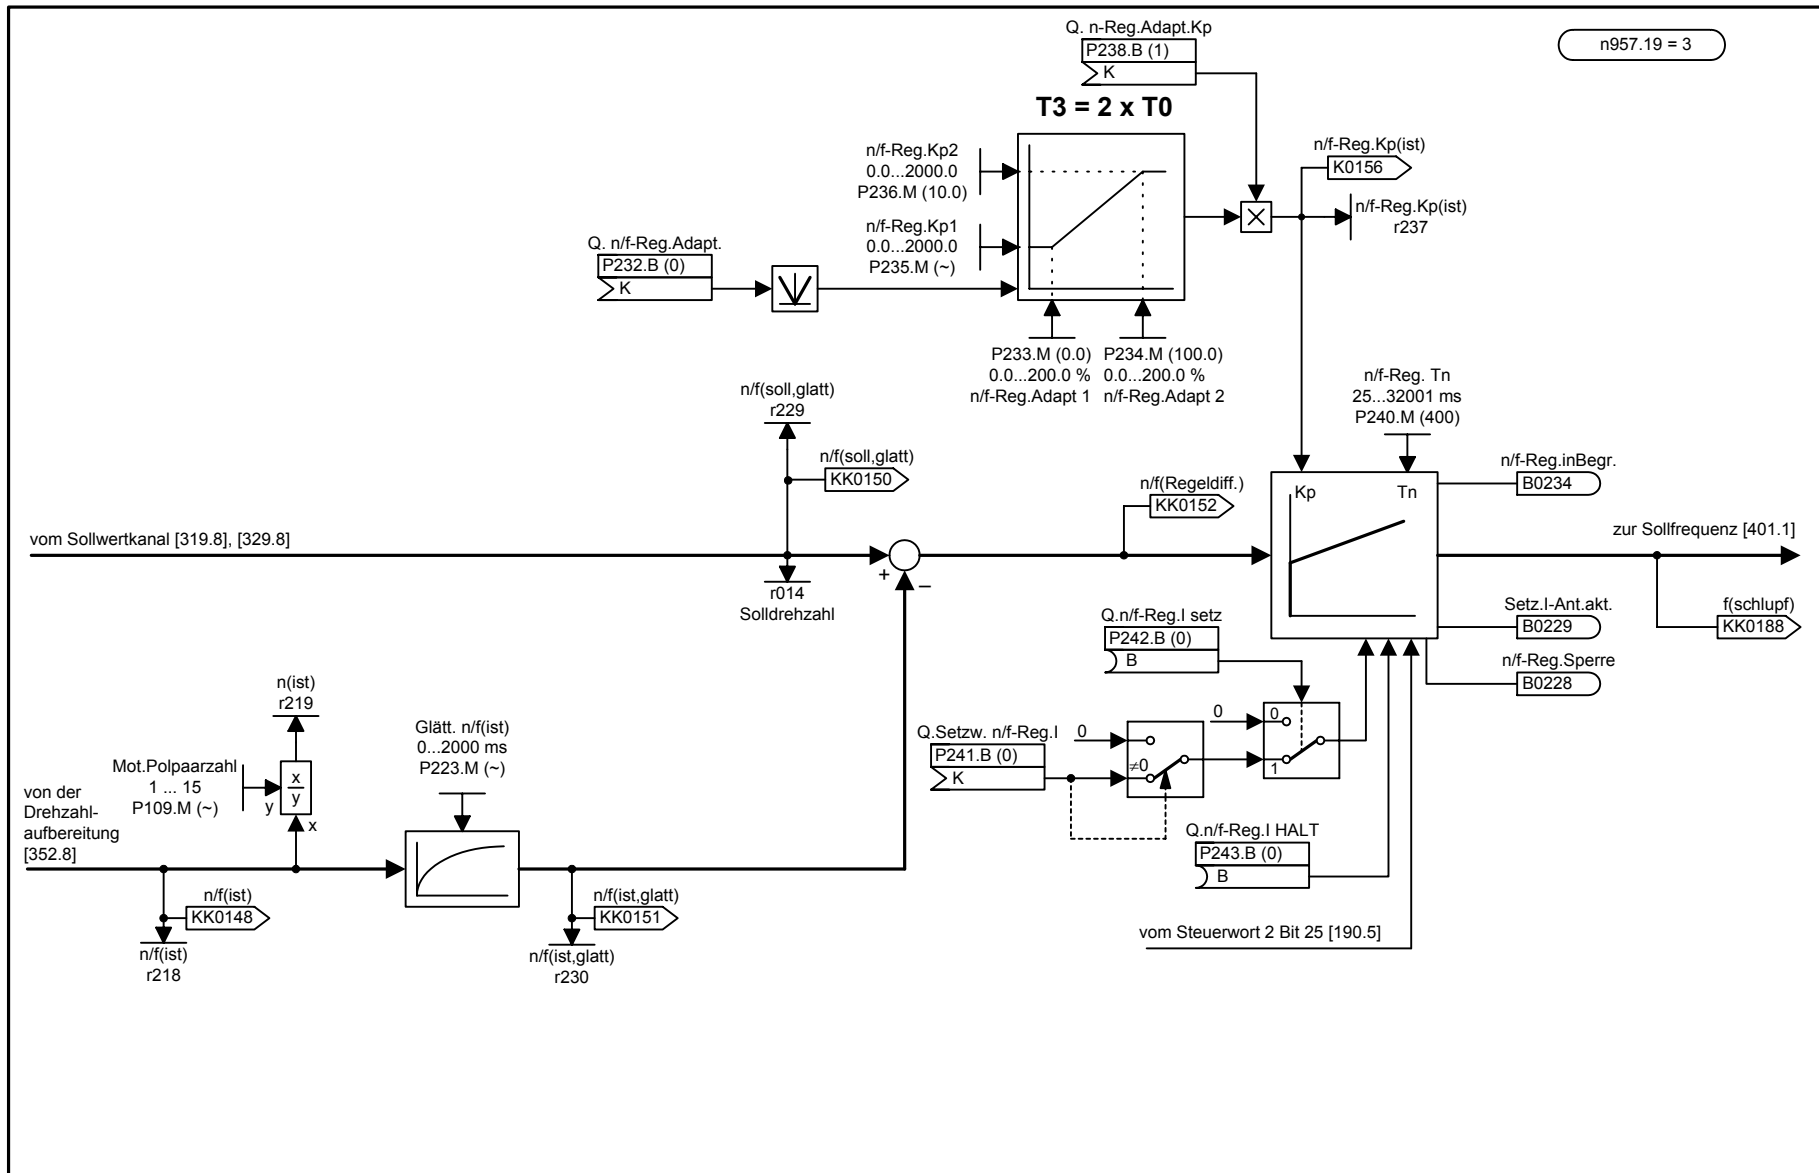 n957.19 = 3
Q. n-Reg.Adapt.Kp
P238.B (1)
K
T3 = 2 x T0
n/f-Reg.Kp2
0.0...2000.0
P236.M (10.0)
n/f-Reg.Kp1
0.0...2000.0
P235.M (~)
n/f-Reg.Kp(ist)
K0156
n/f-Reg.Kp(ist)
r237
Q. n/f-Reg.Adapt.
P232.B (0)
K
P233.M (0.0)
0.0...200.0 %
n/f-Reg.Adapt 1
P234.M (100.0)
0.0...200.0 %
n/f-Reg.Adapt 2
n/f-Reg. Tn
25...32001 ms
P240.M (400)
n/f(soll,glatt)
r229
n/f(soll,glatt)
KK0150
n/f(Regeldiff.)
KK0152
Kp
Tn
n/f-Reg.inBegr.
B0234
vom Sollwertkanal [319.8], [329.8]
zur Sollfrequenz [401.1]
+
–
r014
Solldrehzahl
Setz.I-Ant.akt.
B0229
f(schlupf)
KK0188
n/f-Reg.Sperre
B0228
Q.n/f-Reg.I setz
P242.B (0)
B
0
0
1
Q.Setzw. n/f-Reg.I
P241.B (0)
K
0
≠0
Q.n/f-Reg.I HALT
P243.B (0)
B
vom Steuerwort 2 Bit 25 [190.5]
n(ist)
r219
Mot.Polpaarzahl
1 ... 15
P109.M (~)
y
x
y
x
Glätt. n/f(ist)
0...2000 ms
P223.M (~)
von der
Drehzahl-
aufbereitung
[352.8]
n/f(ist)
KK0148
n/f(ist)
r218
n/f(ist,glatt)
KK0151
n/f(ist,glatt)
r230